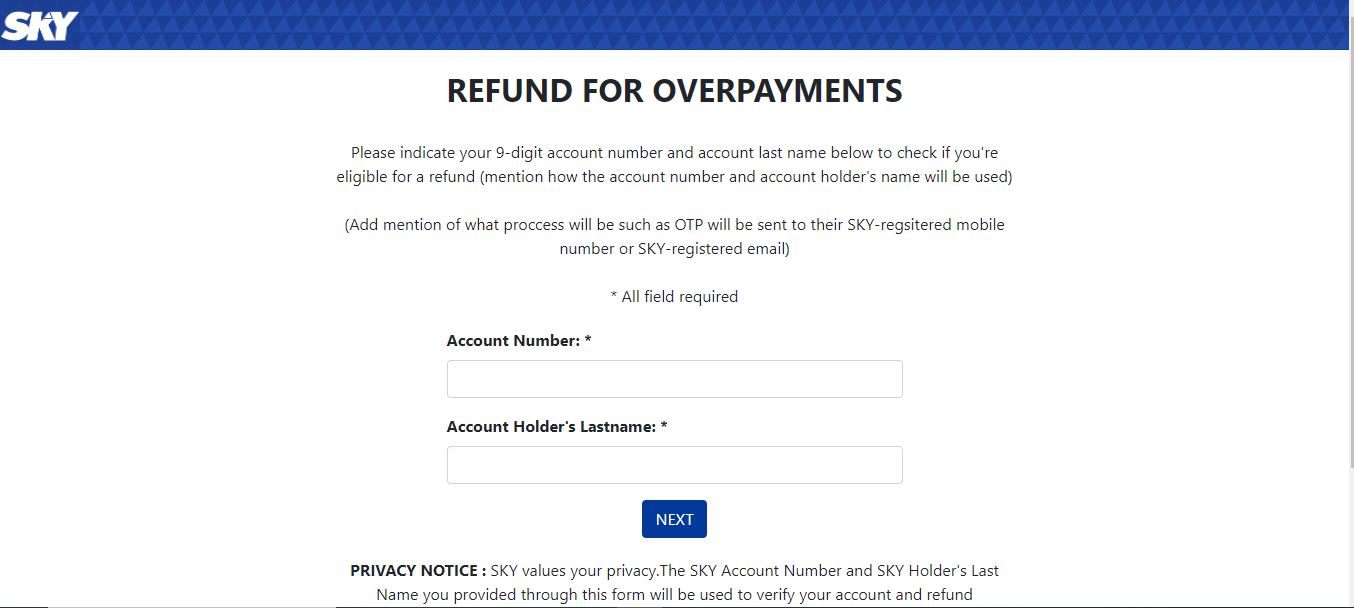 SKY
REFUND FOR OVERPAYMENTS
Please indicate your 9-digit account number and account last name below to check if you're
eligible for a refund (mention how the account number and account holder's name will be used)
(Add mention of what proccess will be such as OTP will be sent to their SKY-regsitered mobile
number or SKY-registered email)
* All field required
Account Number: *
Account Holder's Lastname: *
NEXT
PRIVACY NOTICE : SKY values your privacy.The SKY Account Number and SKY Holder's Last
Name you provided through this form will be used to verify your account and refund